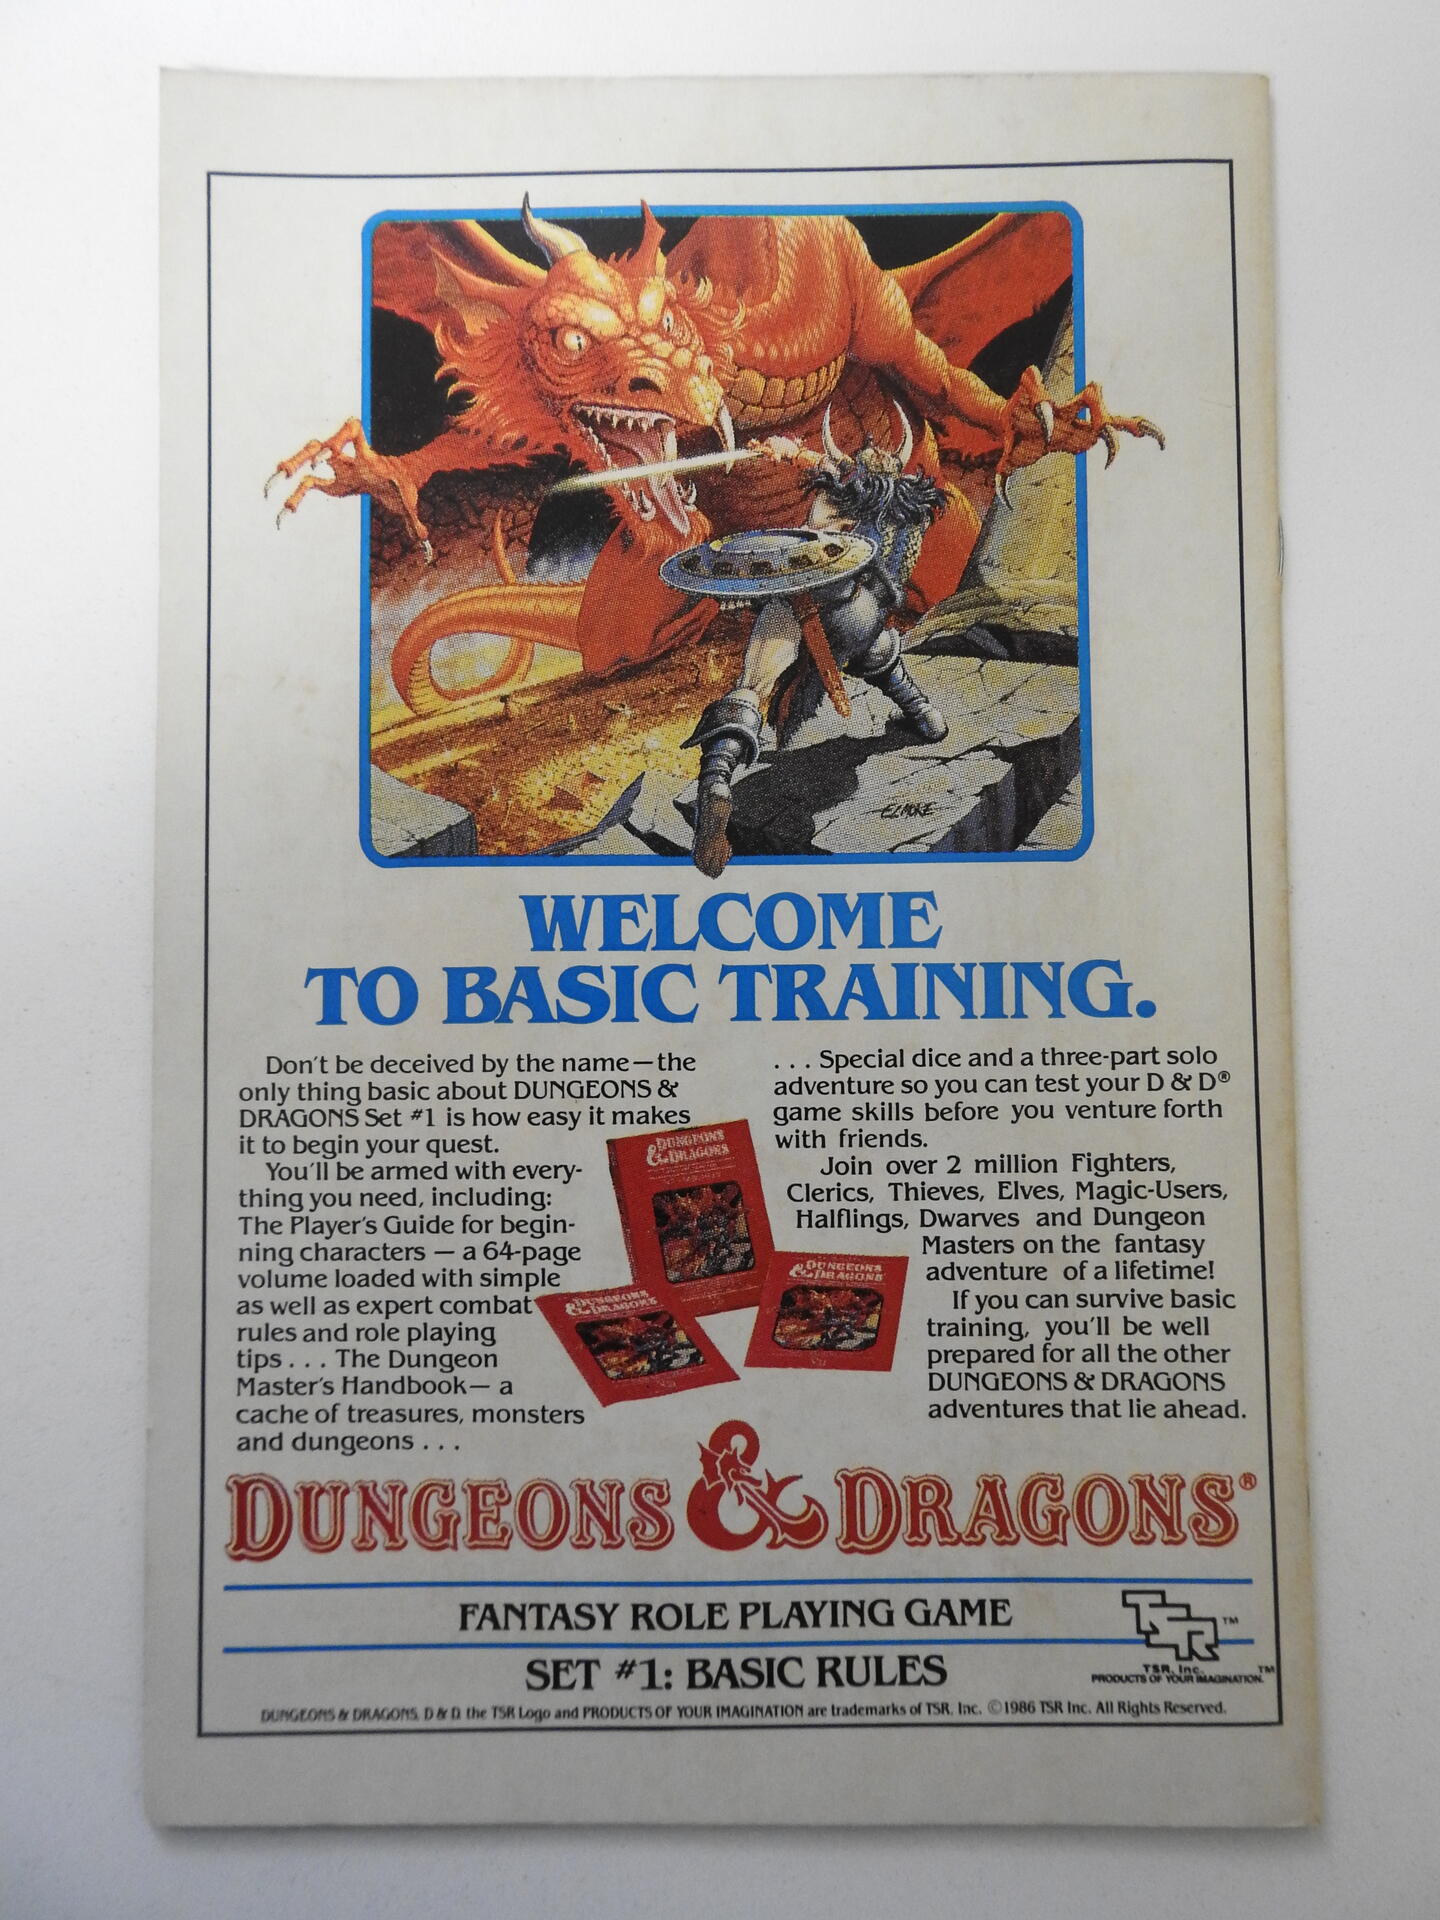 ELMORE
WELCOME
TO BASIC TRAINING.
Don't be deceived by the name—the
only thing basic about DUNGEONS &
DRAGONS Set #1 is how easy it makes
it to begin your quest.
You'll be armed with every-
thing you need, including:
The Player's Guide for begin-
ning characters — a 64-page
volume loaded with simple
as well as expert combat
rules and role playing
tips . . . The Dungeon
Master's Handbook— a
cache of treasures, monsters
and dungeons . . .
. . . Special dice and a three-part solo
adventure so you can test your D & D®
game skills before you venture forth
with friends.
Join over 2 million Fighters,
Clerics, Thieves, Elves, Magic-Users,
Halflings, Dwarves and Dungeon
Masters on the fantasy
adventure of a lifetime!
If you can survive basic
training, you'll be well
prepared for all the other
DUNGEONS & DRAGONS
adventures that lie ahead.
DUNGEONS
& DRAGONS
DUNGEONS
& DRAGONS
DUNGEONS
& DRAGONS
DUNGEONS & DRAGONS®
FANTASY ROLE PLAYING GAME
SET #1: BASIC RULES
TSR™
TSR, Inc.
PRODUCTS OF YOUR IMAGINATION™
DUNGEONS & DRAGONS, D & D, the TSR Logo and PRODUCTS OF YOUR IMAGINATION are trademarks of TSR, Inc. ©1986 TSR Inc. All Rights Reserved.